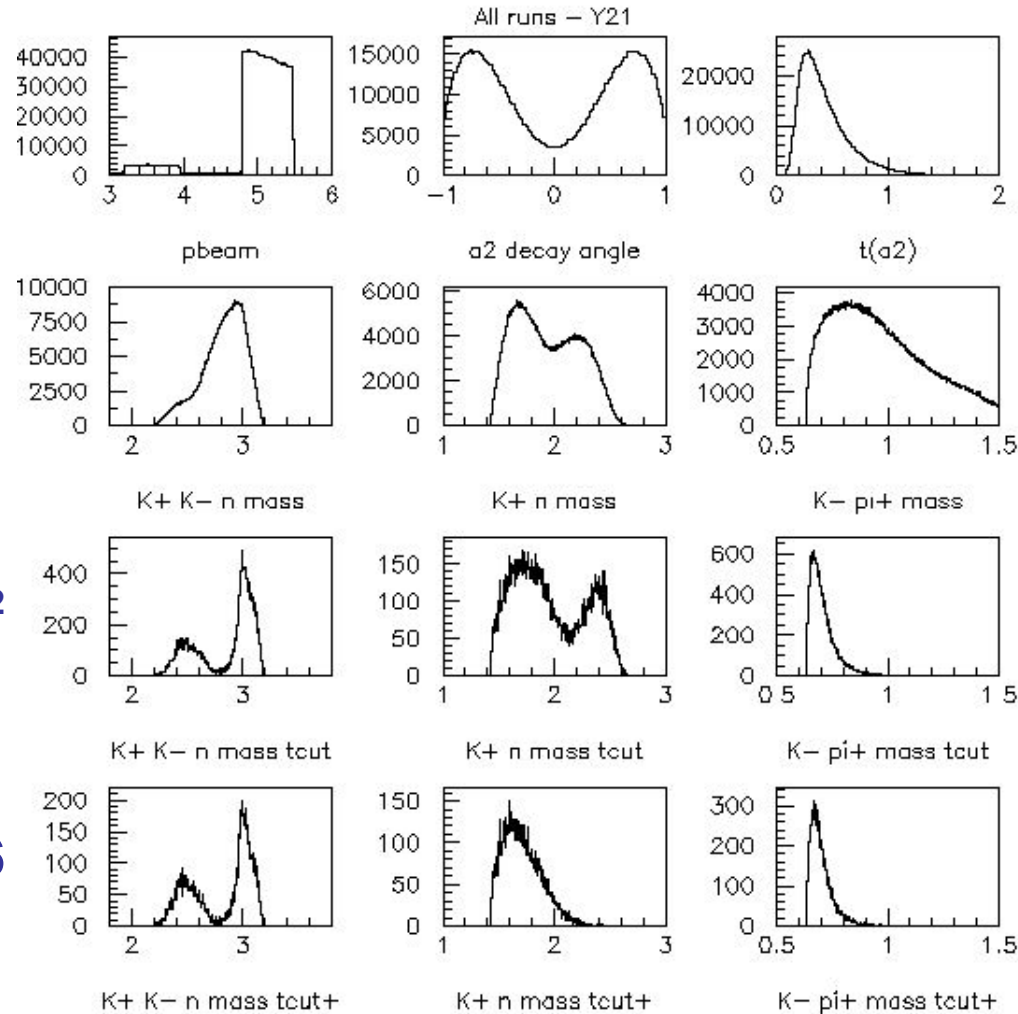 All runs – Y21
40000 30000 20000 10000 0
3 4 5 6
15000 10000 5000 0
−1 0 1
20000 10000 0
0 1 2
pbeam a2 decay angle t(a2)
10000 7500 5000 2500 0
2 3
6000 4000 2000 0
1 2 3
4000 3000 2000 1000 0
0.5 1 1.5
K+ K− n mass K+ n mass K− pi+ mass
2
400 200 0
2 3
150 100 50 0
1 2 3
600 400 200 0
0 5 1 1 5
K+ K− n mass tcut K+ n mass tcut K− pi+ mass tcut
6
200 150 100 50 0
2 3
150 100 50 0
1 2 3
300 200 100 0
0.5 1 1.5
K+ K− n mass tcut+ K+ n mass tcut+ K− pi+ mass tcut+